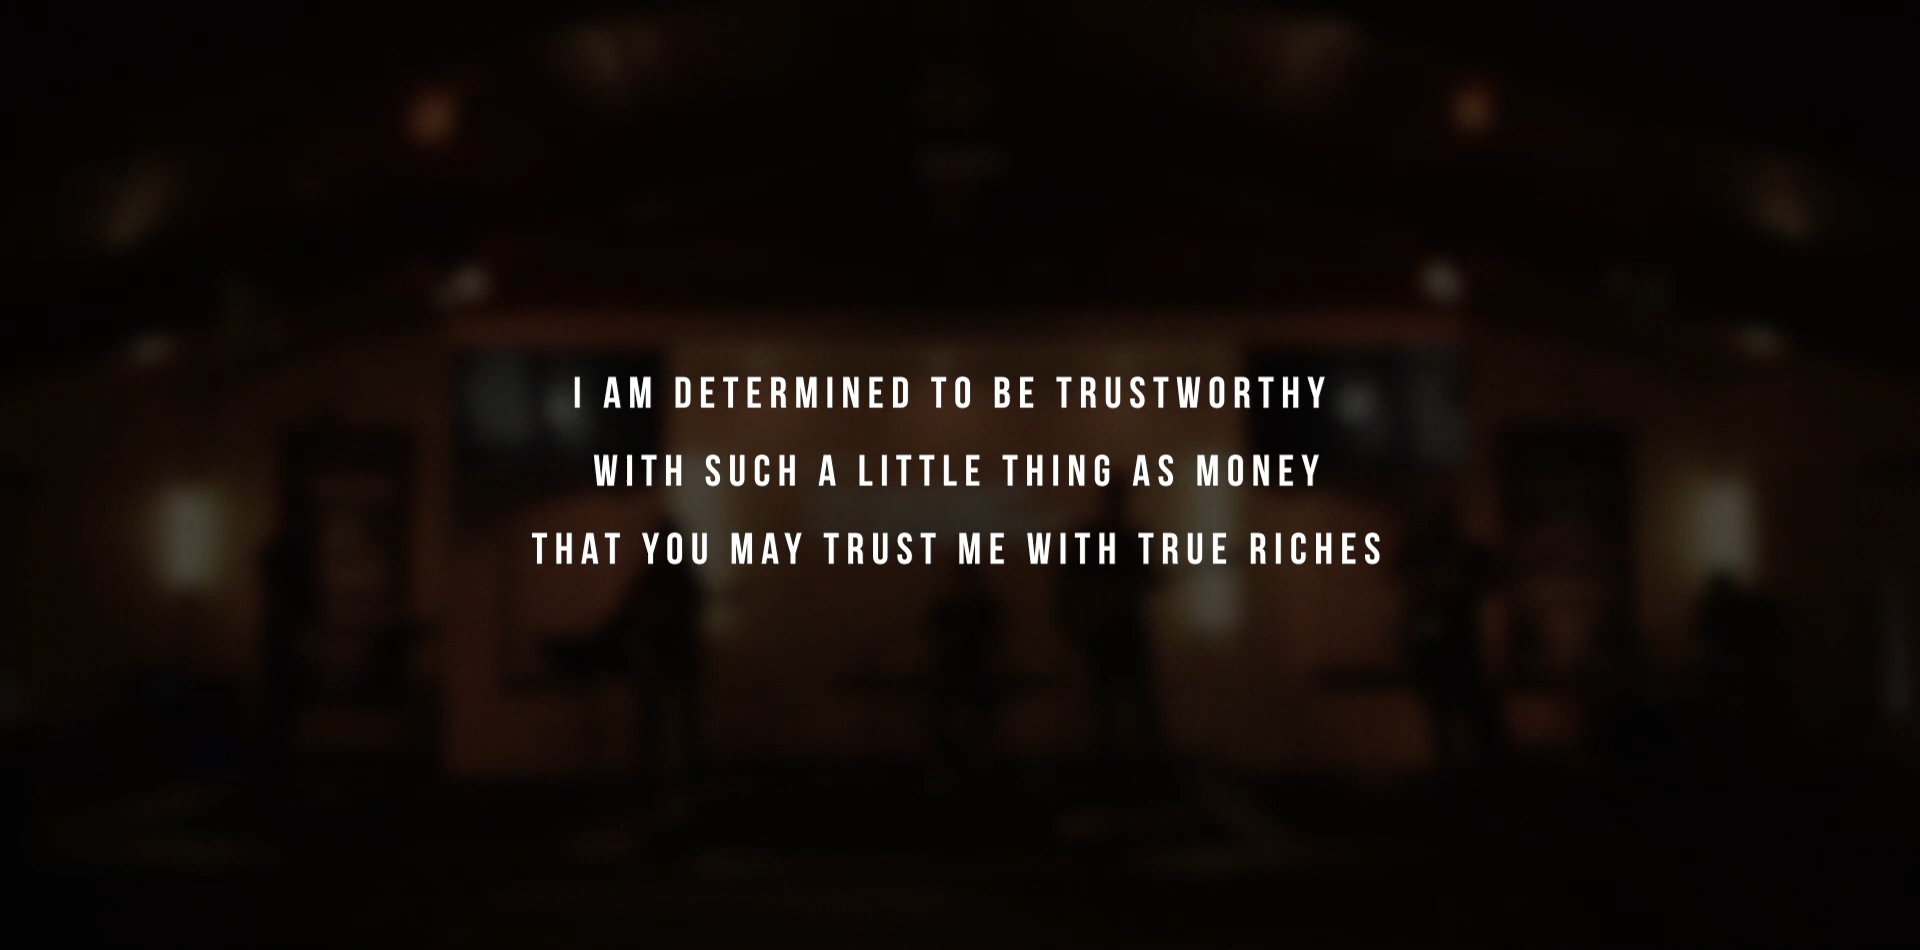 I AM DETERMINED TO BE TRUSTWORTHY
WITH SUCH A LITTLE THING AS MONEY
THAT YOU MAY TRUST ME WITH TRUE RICHES